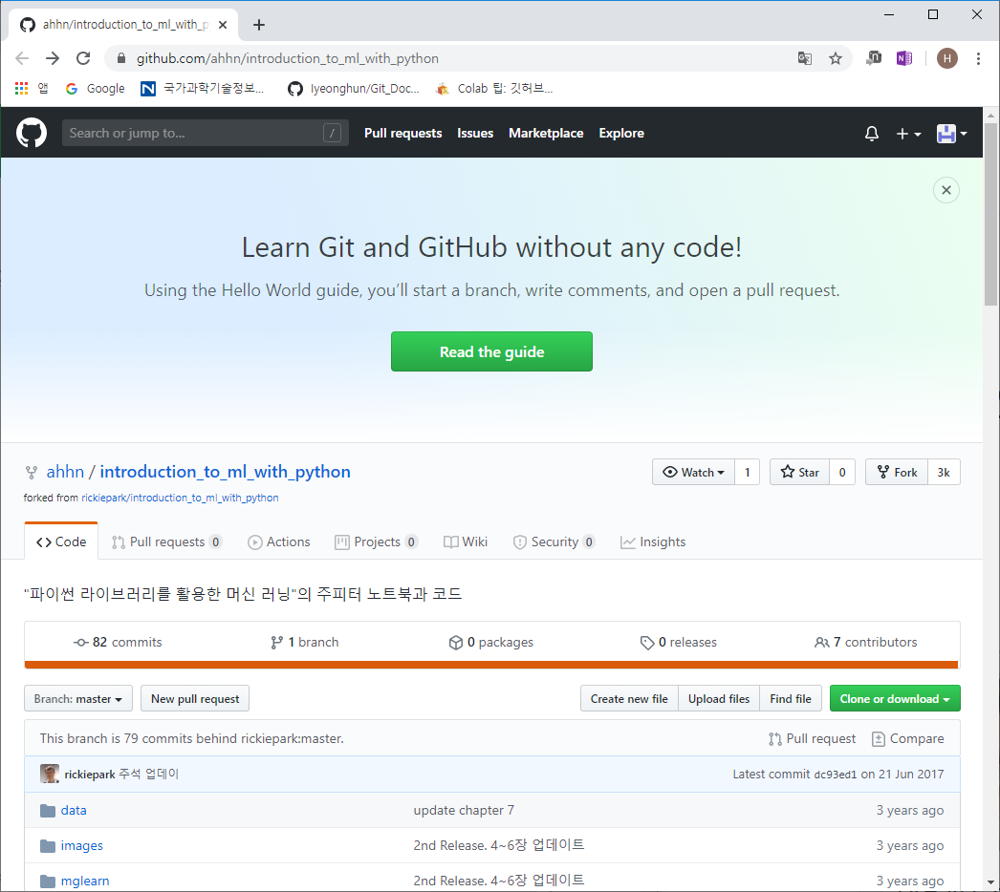 ahhn/introduction_to_ml_with_p
github.com/ahhn/introduction_to_ml_with_python
H
앱 Google 국가과학기술정보... Iyeonghun/Git_Doc... Colab 팁: 깃허브...
Search or jump to... / Pull requests Issues Marketplace Explore
Learn Git and GitHub without any code!
Using the Hello World guide, you’ll start a branch, write comments, and open a pull request.
Read the guide
ahhn / introduction_to_ml_with_python Watch 1 Star 0 Fork 3k
forked from rickiepark/introduction_to_ml_with_python
Code Pull requests 0 Actions Projects 0 Wiki Security 0 Insights
"파이썬 라이브러리를 활용한 머신 러닝"의 주피터 노트북과 코드
82 commits 1 branch 0 packages 0 releases 7 contributors
Branch: master New pull request Create new file Upload files Find file Clone or download
This branch is 79 commits behind rickiepark:master. Pull request Compare
rickiepark 주석 업데이 Latest commit dc93ed1 on 21 Jun 2017
data update chapter 7 3 years ago
images 2nd Release. 4~6장 업데이트 3 years ago
mglearn 2nd Release. 4~6장 업데이트 3 years ago